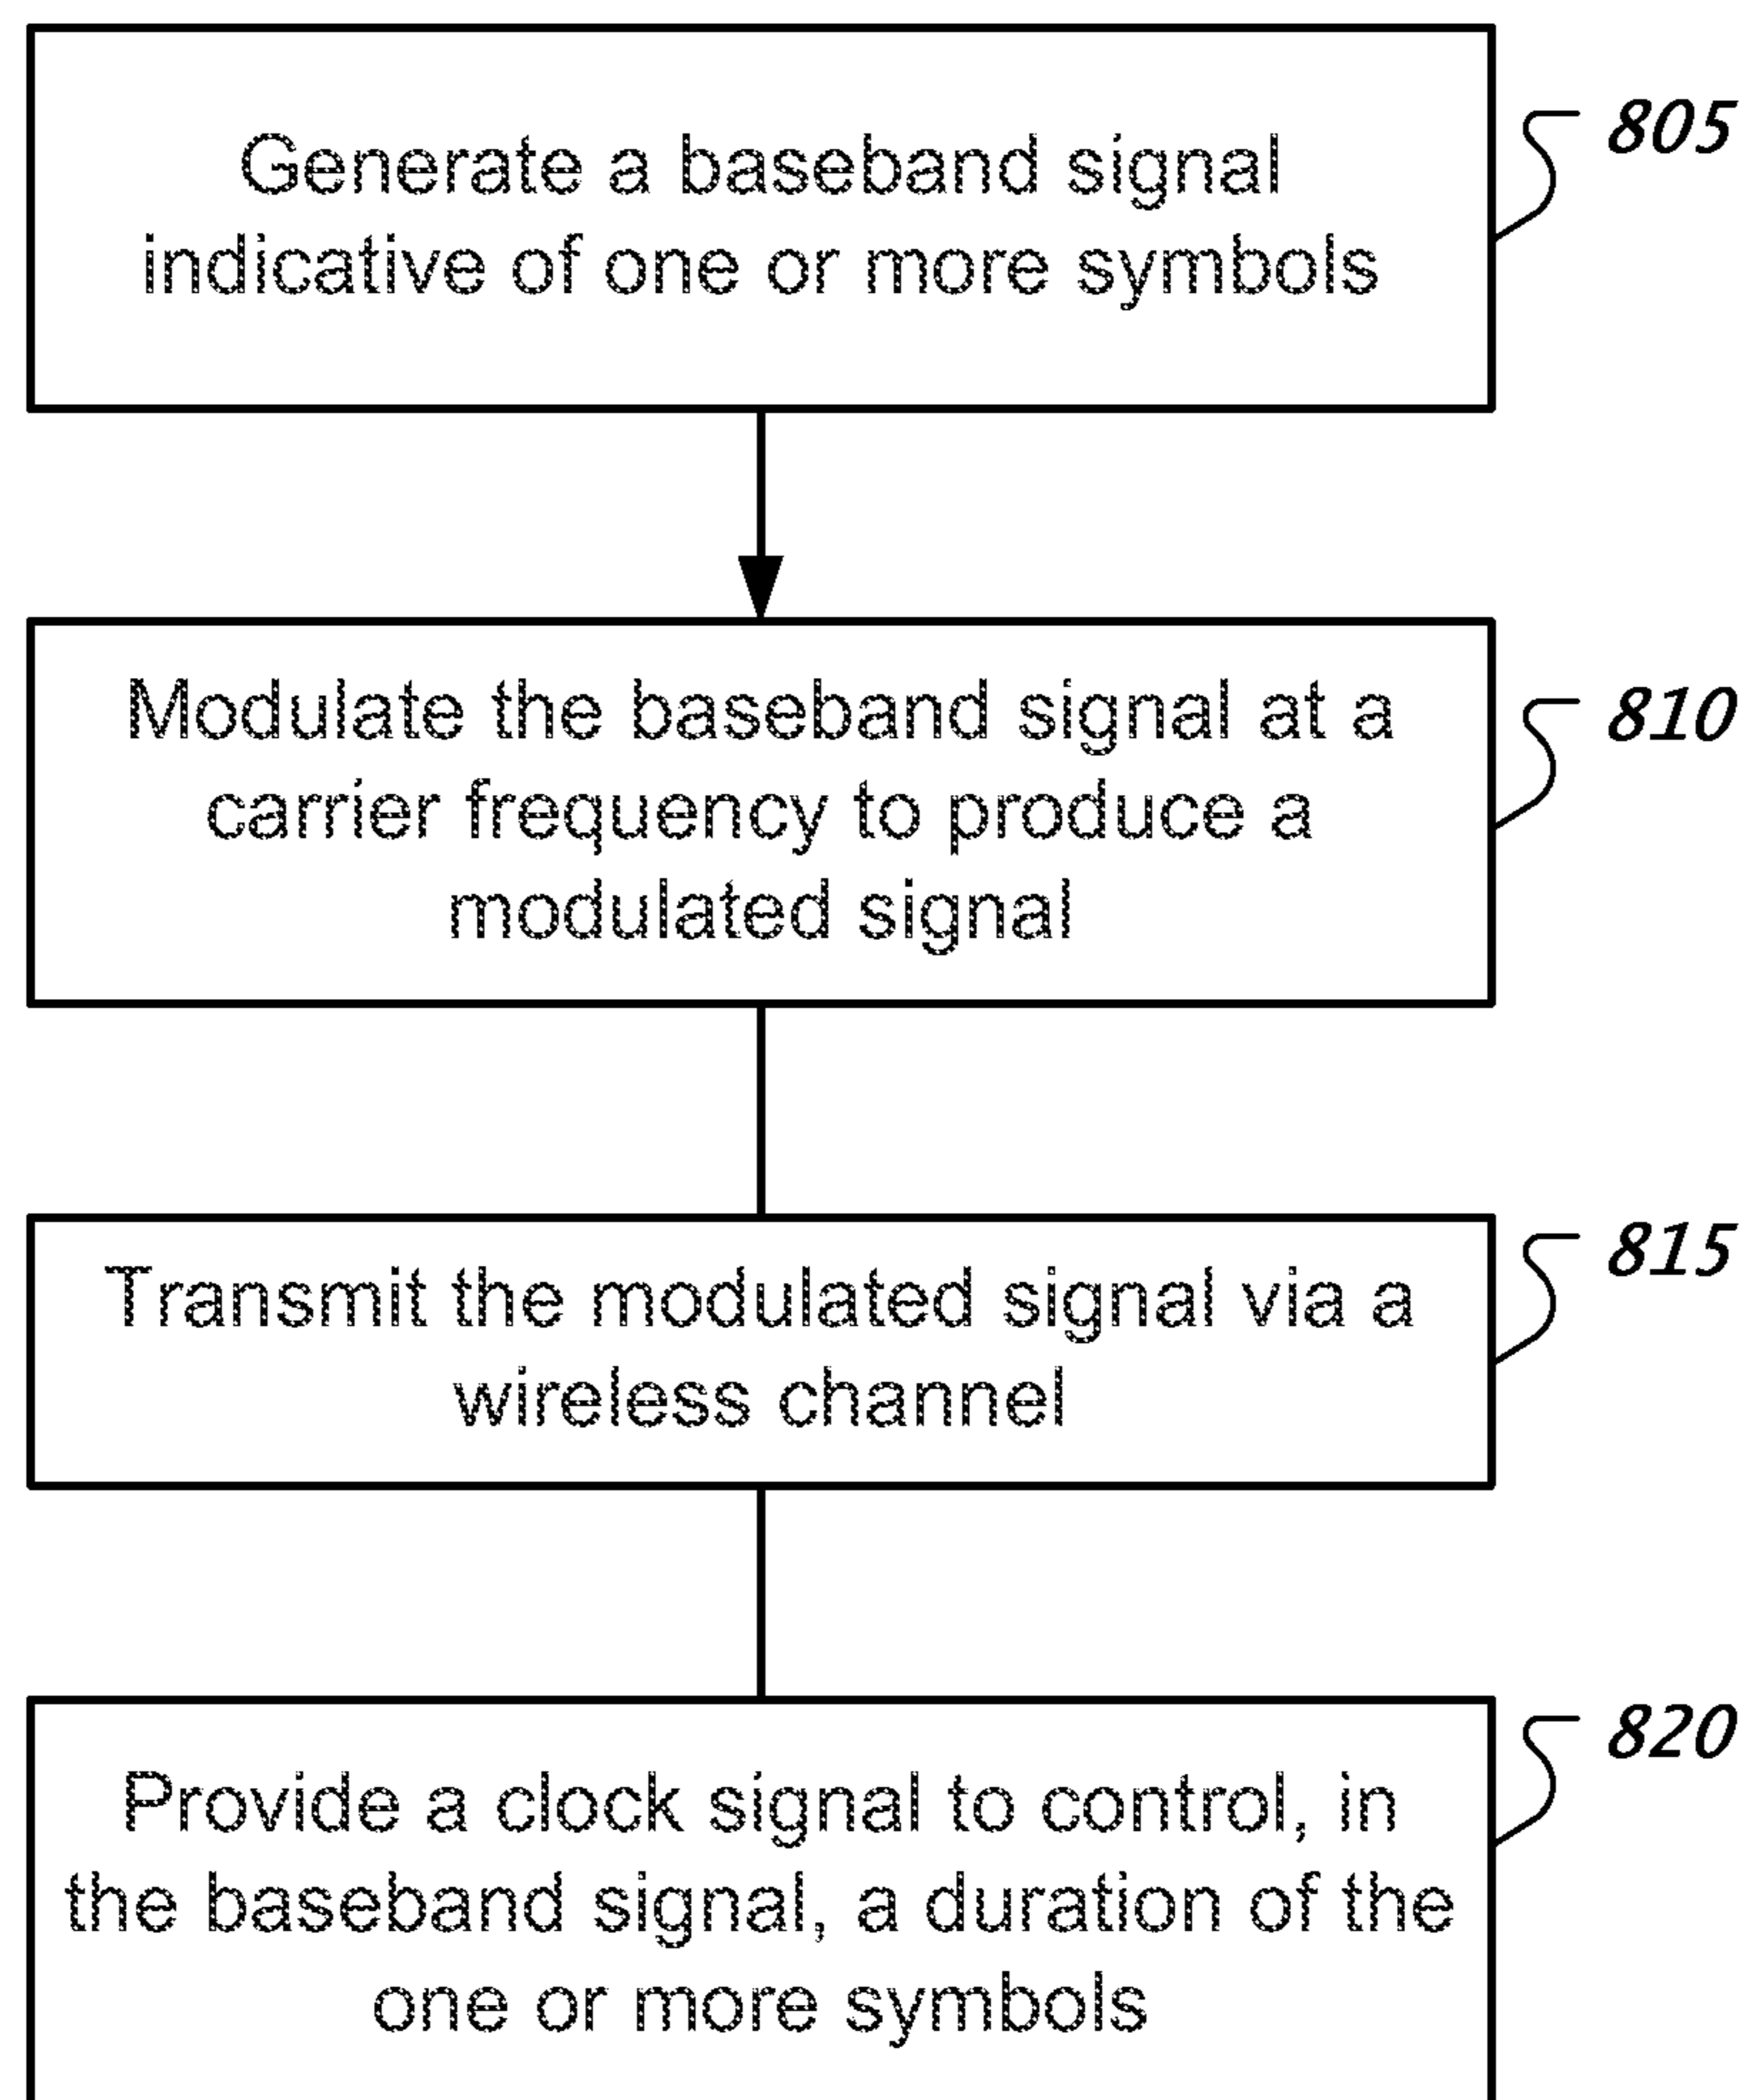 Generate a baseband signal
indicative of one or more symbols
805
Modulate the baseband signal at a
carrier frequency to produce a
modulated signal
810
Transmit the modulated signal via a
wireless channel
815
Provide a clock signal to control, in
the baseband signal, a duration of the
one or more symbols
820